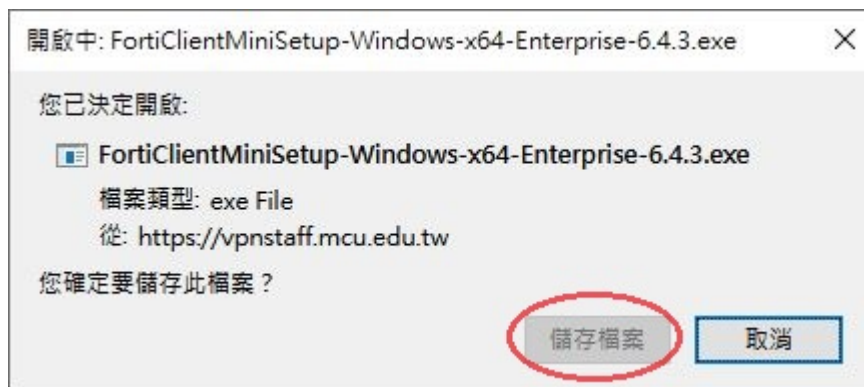 開啟中: FortiClientMiniSetup-Windows-x64-Enterprise-6.4.3.exe
您已決定開啟:
FortiClientMiniSetup-Windows-x64-Enterprise-6.4.3.exe
檔案類型: exe File
從: https://vpnstaff.mcu.edu.tw
您確定要儲存此檔案？
儲存檔案 取消